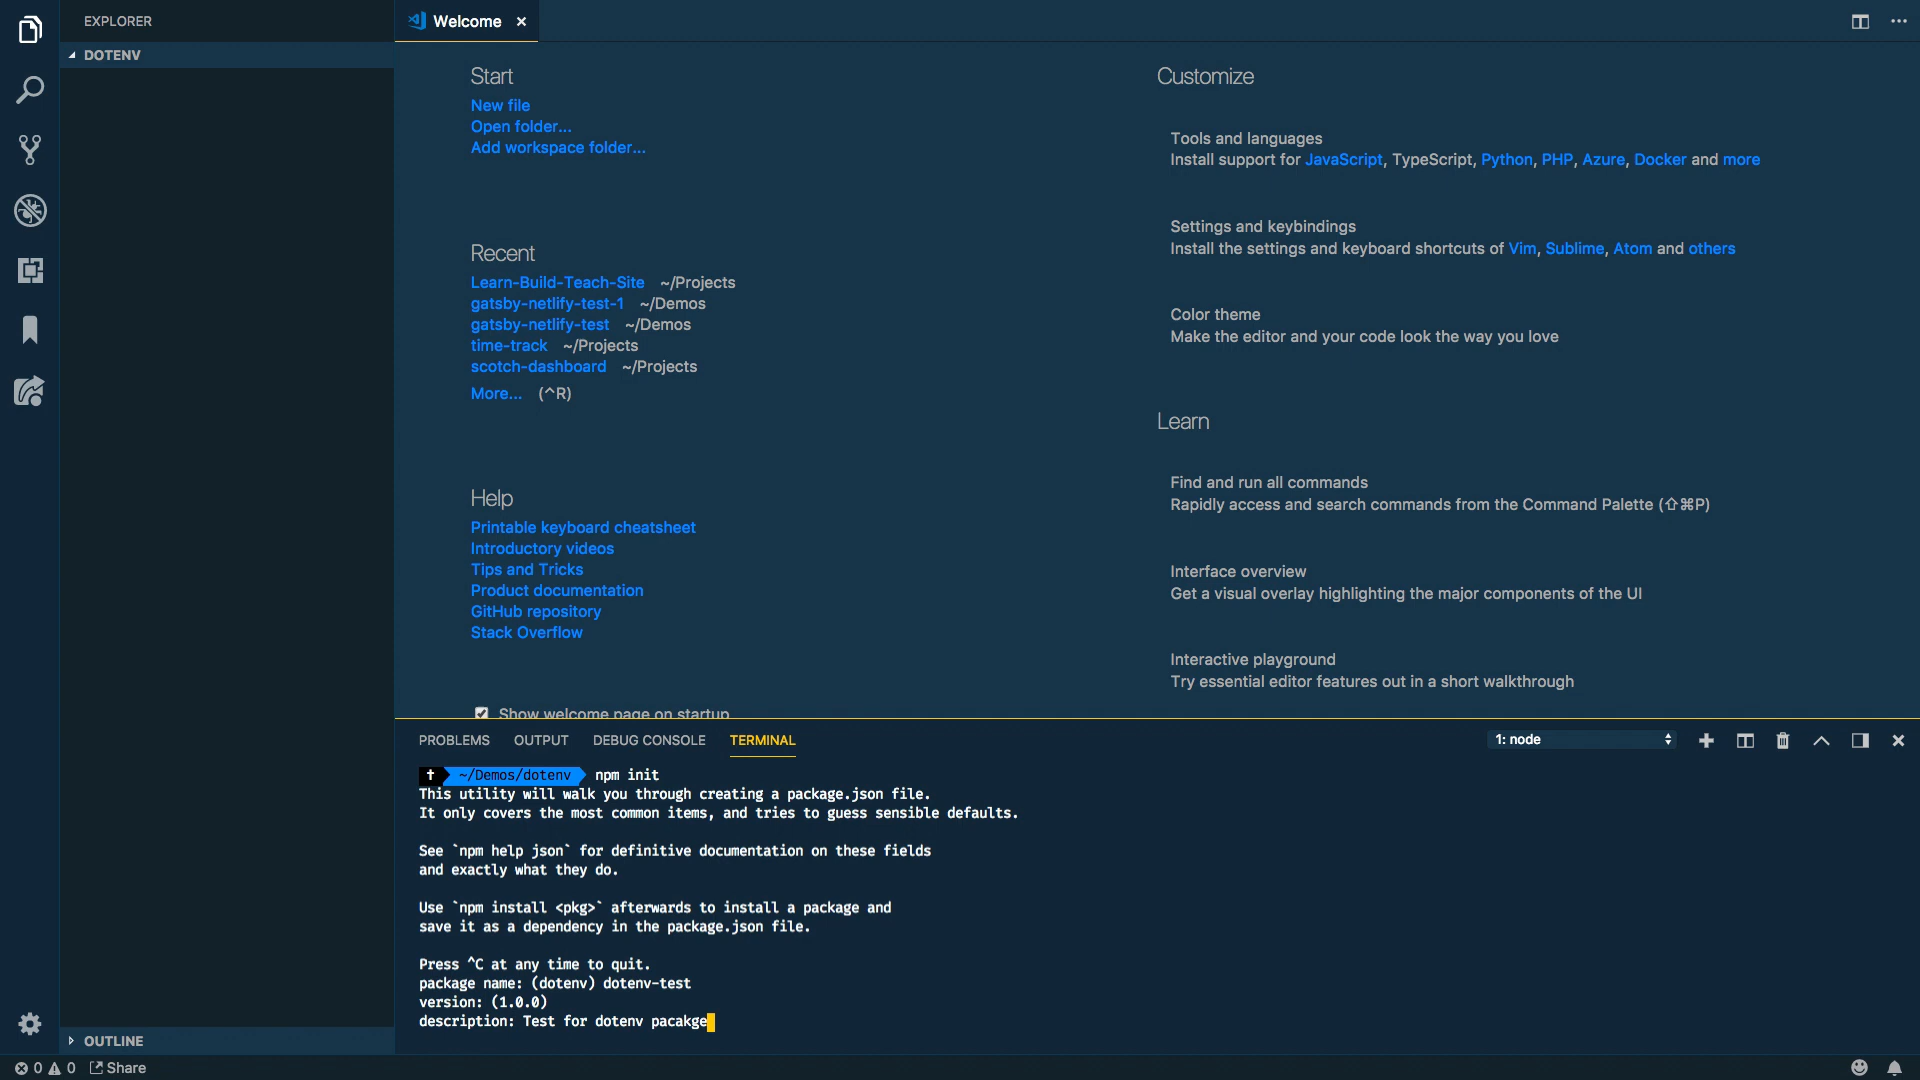 EXPLORER
DOTENV
OUTLINE
Welcome
Start
New file
Open folder...
Add workspace folder...
Recent
Learn-Build-Teach-Site ~/Projects
gatsby-netlify-test-1 ~/Demos
gatsby-netlify-test ~/Demos
time-track ~/Projects
scotch-dashboard ~/Projects
More... (^R)
Help
Printable keyboard cheatsheet
Introductory videos
Tips and Tricks
Product documentation
GitHub repository
Stack Overflow
Show welcome page on startup
Customize
Tools and languages
Install support for JavaScript, TypeScript, Python, PHP, Azure, Docker and more
Settings and keybindings
Install the settings and keyboard shortcuts of Vim, Sublime, Atom and others
Color theme
Make the editor and your code look the way you love
Learn
Find and run all commands
Rapidly access and search commands from the Command Palette (⇧⌘P)
Interface overview
Get a visual overlay highlighting the major components of the UI
Interactive playground
Try essential editor features out in a short walkthrough
PROBLEMS OUTPUT DEBUG CONSOLE TERMINAL 1: node
~/Demos/dotenv npm init
This utility will walk you through creating a package.json file.
It only covers the most common items, and tries to guess sensible defaults.
See `npm help json` for definitive documentation on these fields
and exactly what they do.
Use `npm install <pkg>` afterwards to install a package and
save it as a dependency in the package.json file.
Press ^C at any time to quit.
package name: (dotenv) dotenv-test
version: (1.0.0)
description: Test for dotenv pacakge
0 0 Share